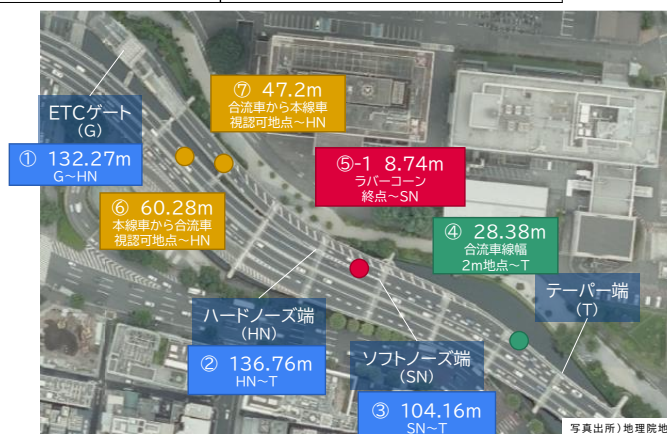 ⑦ 47.2m
合流車から本線車
視認可地点～HN
ETCゲート
(G)
① 132.27m
G～HN
⑤-1 8.74m
ラバーコーン
終点～SN
⑥ 60.28m
本線車から合流車
視認可地点～HN
④ 28.38m
合流車線幅
2m地点～T
テーパー端
(T)
ハードノーズ端
(HN)
② 136.76m
HN～T
ソフトノーズ端
(SN)
③ 104.16m
SN～T
写真出所）地理院地